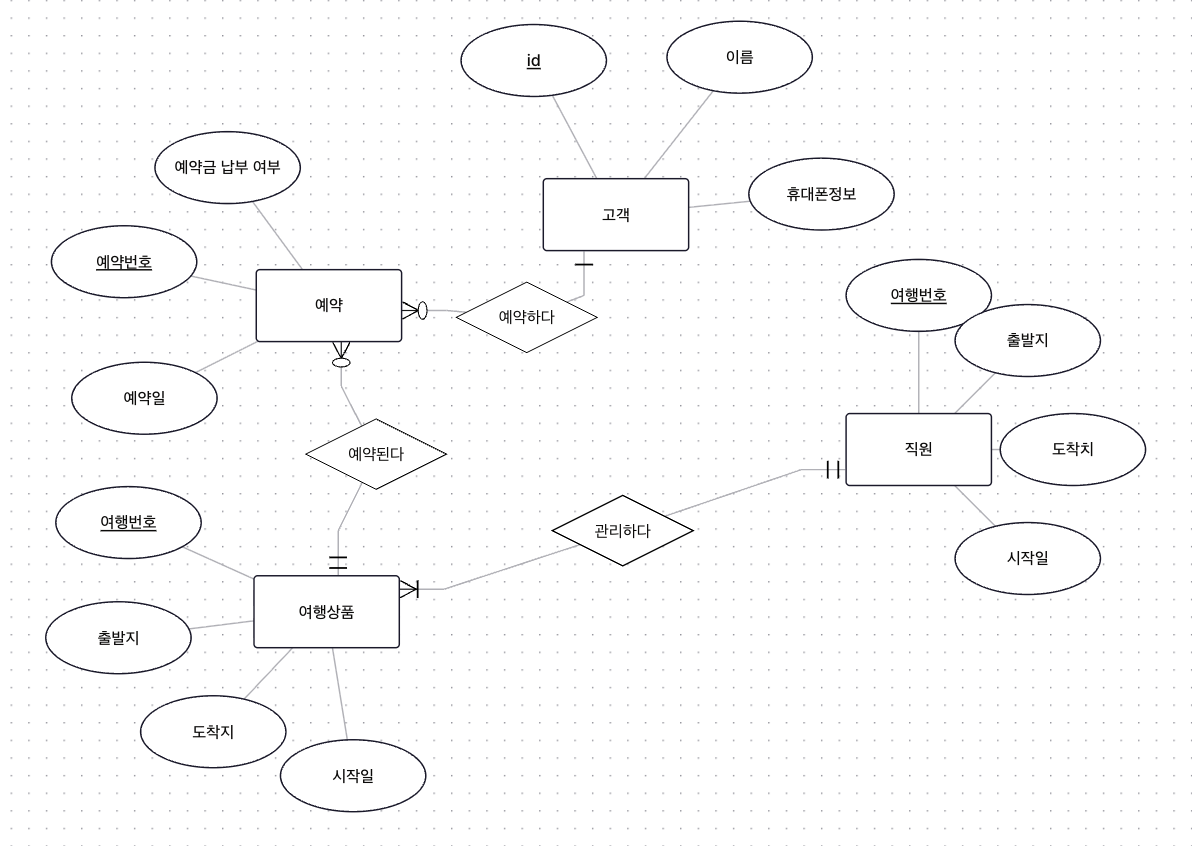 id
이름
예약금 납부 여부
휴대폰정보
고객
예약번호
여행번호
예약
예약하다
출발지
예약일
예약된다
직원
도착치
여행번호
관리하다
시작일
여행상품
출발지
도착지
시작일